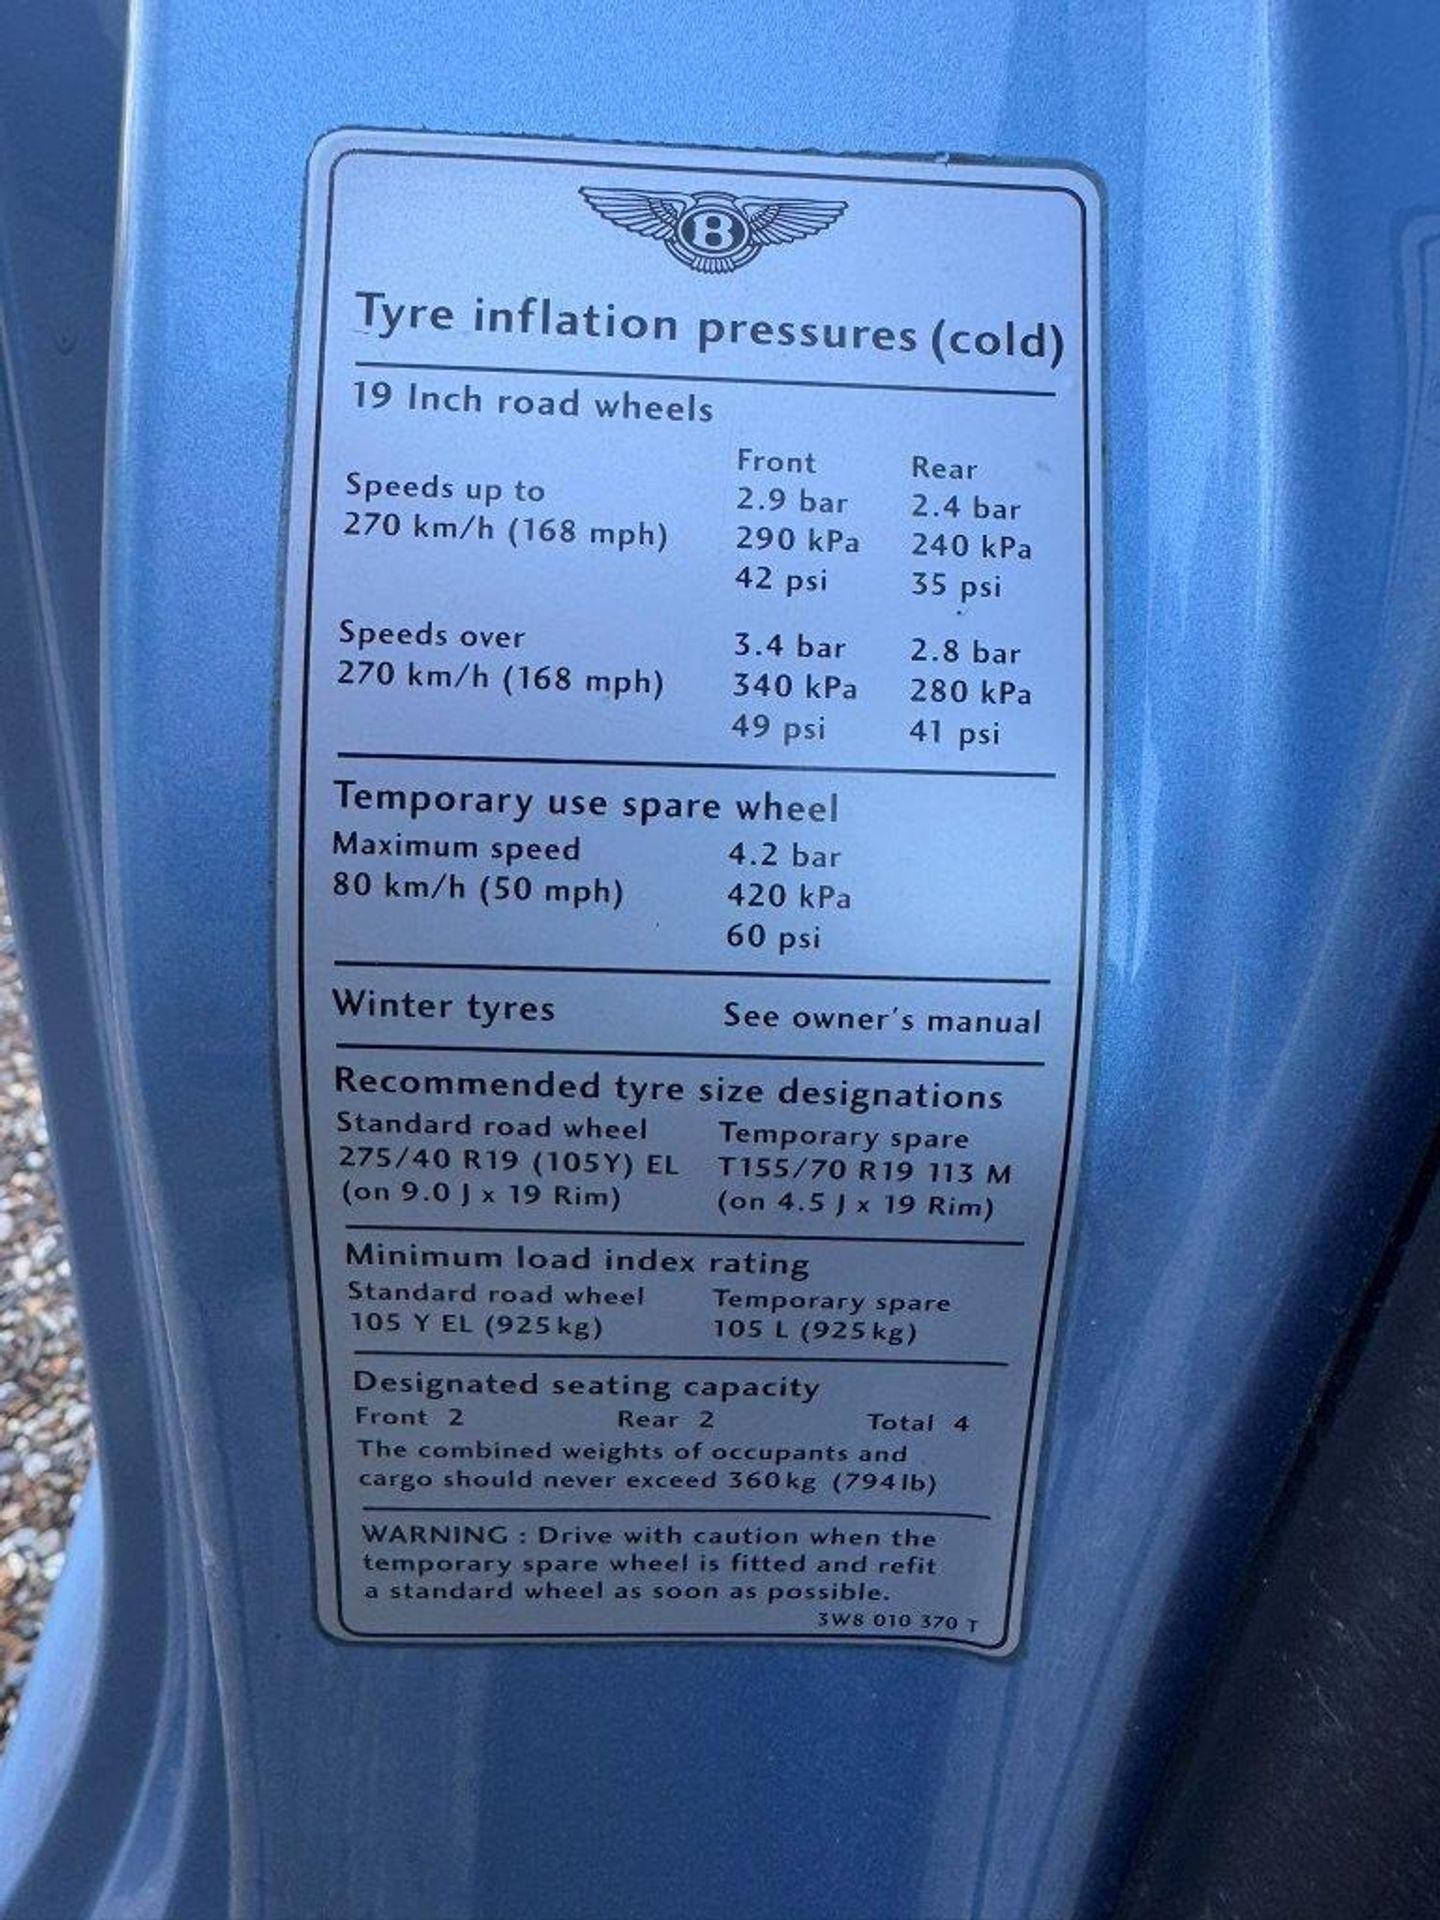 B
Tyre inflation pressures (cold)
19 Inch road wheels
Front Rear
Speeds up to 2.9 bar 2.4 bar
270 km/h (168 mph) 290 kPa 240 kPa
42 psi 35 psi
Speeds over 3.4 bar 2.8 bar
270 km/h (168 mph) 340 kPa 280 kPa
49 psi 41 psi
Temporary use spare wheel
Maximum speed 4.2 bar
80 km/h (50 mph) 420 kPa
60 psi
Winter tyres See owner's manual
Recommended tyre size designations
Standard road wheel Temporary spare
275/40 R19 (105Y) EL T155/70 R19 113 M
(on 9.0 J x 19 Rim) (on 4.5 J x 19 Rim)
Minimum load index rating
Standard road wheel Temporary spare
105 Y EL (925kg) 105 L (925kg)
Designated seating capacity
Front 2 Rear 2 Total 4
The combined weights of occupants and
cargo should never exceed 360kg (794lb)
WARNING : Drive with caution when the
temporary spare wheel is fitted and refit
a standard wheel as soon as possible.
3W8 010 370 T